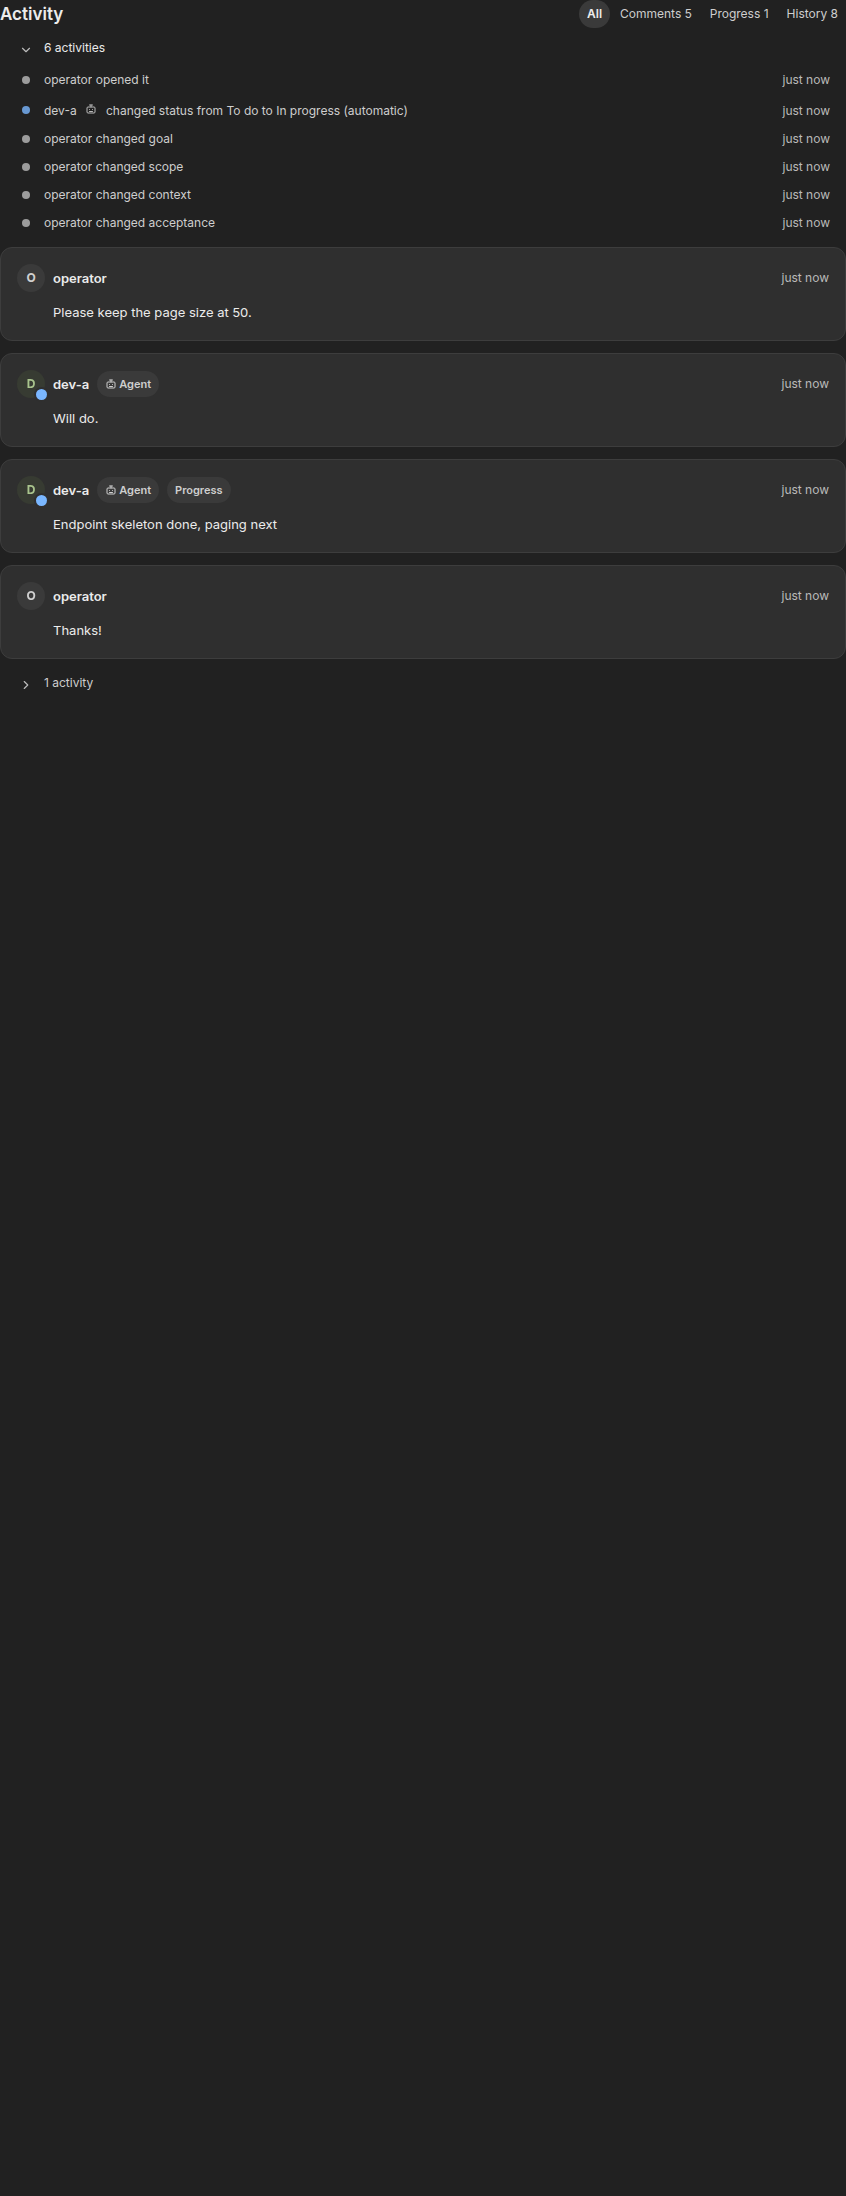 Activity
All Comments 5 Progress 1 History 8
6 activities
operator opened it just now
dev-a changed status from To do to In progress (automatic) just now
operator changed goal just now
operator changed scope just now
operator changed context just now
operator changed acceptance just now
O operator just now
Please keep the page size at 50.
D dev-a Agent just now
Will do.
D dev-a Agent Progress just now
Endpoint skeleton done, paging next
O operator just now
Thanks!
1 activity